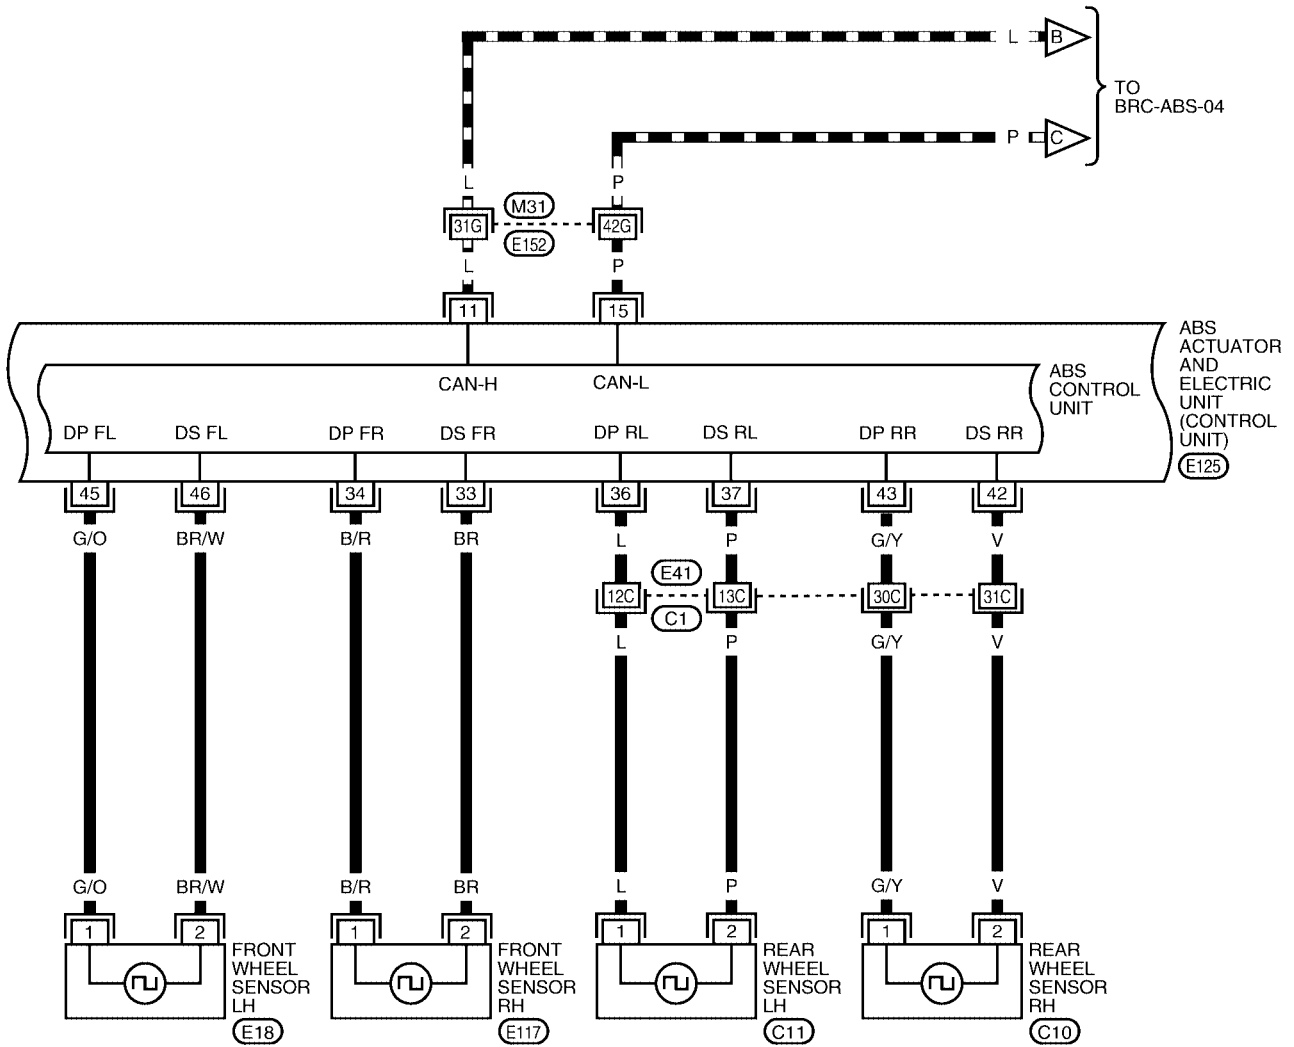 L B
TO
BRC-ABS-04
P C
L P
31G M31 42G
E152
L P
11 15
ABS
ACTUATOR
AND
ELECTRIC
UNIT
(CONTROL
UNIT)
E125
CAN-H CAN-L
ABS
CONTROL
UNIT
DP FL DS FL DP FR DS FR DP RL DS RL DP RR DS RR
45 46 34 33 36 37 43 42
G/O BR/W B/R BR L P G/Y V
E41
12C 13C 30C 31C
C1
L P G/Y V
G/O BR/W B/R BR L P G/Y V
1 2 1 2 1 2 1 2
FRONT
WHEEL
SENSOR
LH
E18
FRONT
WHEEL
SENSOR
RH
E117
REAR
WHEEL
SENSOR
LH
C11
REAR
WHEEL
SENSOR
RH
C10